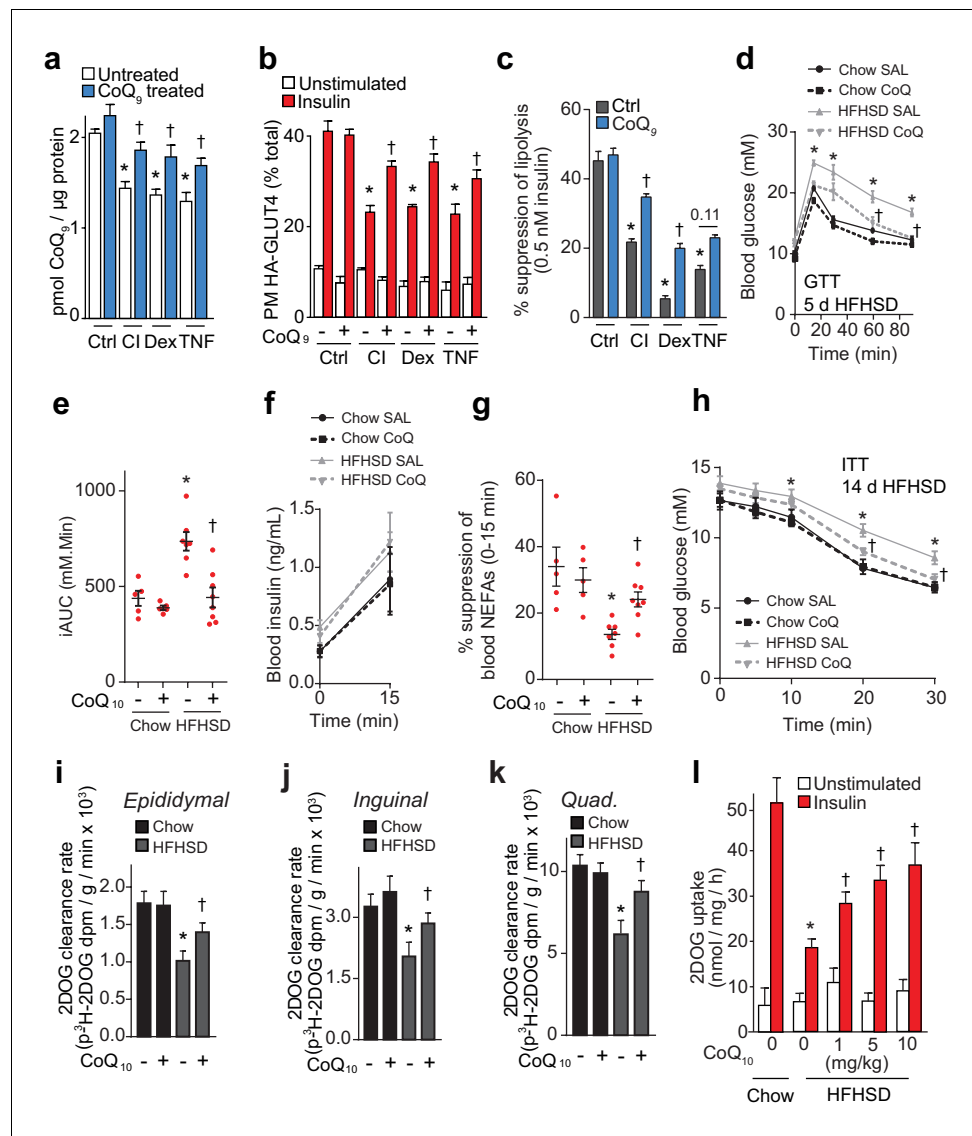 a
Untreated
CoQ9 treated
pmol CoQ9 / µg protein
2
1
0
* † * † * †
Ctrl CI Dex TNF
b
Unstimulated
Insulin
PM HA-GLUT4 (% total)
40
20
0
* † * † * †
- + - + - + - +
CoQ9
Ctrl CI Dex TNF
c
Ctrl
CoQ9
% suppression of lipolysis
(0.5 nM insulin)
60
40
20
0
* † * † * 0.11
Ctrl CI Dex TNF
d
Chow SAL
Chow CoQ
HFHSD SAL
HFHSD CoQ
Blood glucose
(mM)
30
20
10
0
* * * * † †
GTT
5 d HFHSD
0 20 40 60 80
Time (min)
e
iAUC (mM.Min)
1000
500
0
* †
CoQ10 - + - +
Chow HFHSD
f
Chow SAL
Chow CoQ
HFHSD SAL
HFHSD CoQ
Blood insulin (ng/mL)
1.5
1.0
0.5
0.0
0 15
Time (min)
g
% suppression of
blood NEFAs (0-15 min)
60
40
20
0
* †
CoQ10 - + - +
Chow HFHSD
h
ITT
14 d HFHSD
Blood glucose (mM)
15
10
5
0
* * * † †
Chow SAL
Chow CoQ
HFHSD SAL
HFHSD CoQ
0 10 20 30
Time (min)
i
Epididymal
Chow
HFHSD
2DOG clearance rate
(p-³H-2DOG dpm / g / min x 10³)
2.0
1.5
1.0
0.0
* †
CoQ10 - + - +
j
Inguinal
Chow
HFHSD
2DOG clearance rate
(p-³H-2DOG dpm / g / min x 10³)
3.0
1.5
0.0
* †
CoQ10 - + - +
k
Quad.
Chow
HFHSD
2DOG clearance rate
(p-³H-2DOG dpm / g / min x 10³)
10
5
0
* †
CoQ10 - + - +
l
Unstimulated
Insulin
2DOG uptake
(nmol / mg / h)
50
40
30
20
10
0
* † † †
CoQ10 0 0 1 5 10
(mg/kg)
Chow HFHSD